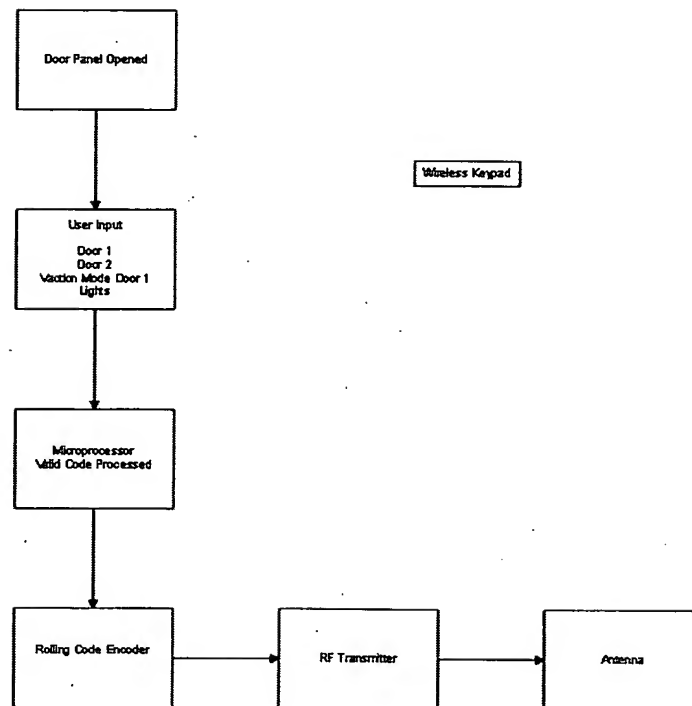 Door Panel Opened
Wireless Keypad
User Input
Door 1
Door 2
Vaction Mode Door 1
Lights
Microprocessor
Valid Code Processed
Rolling Code Encoder
RF Transmitter
Antenna